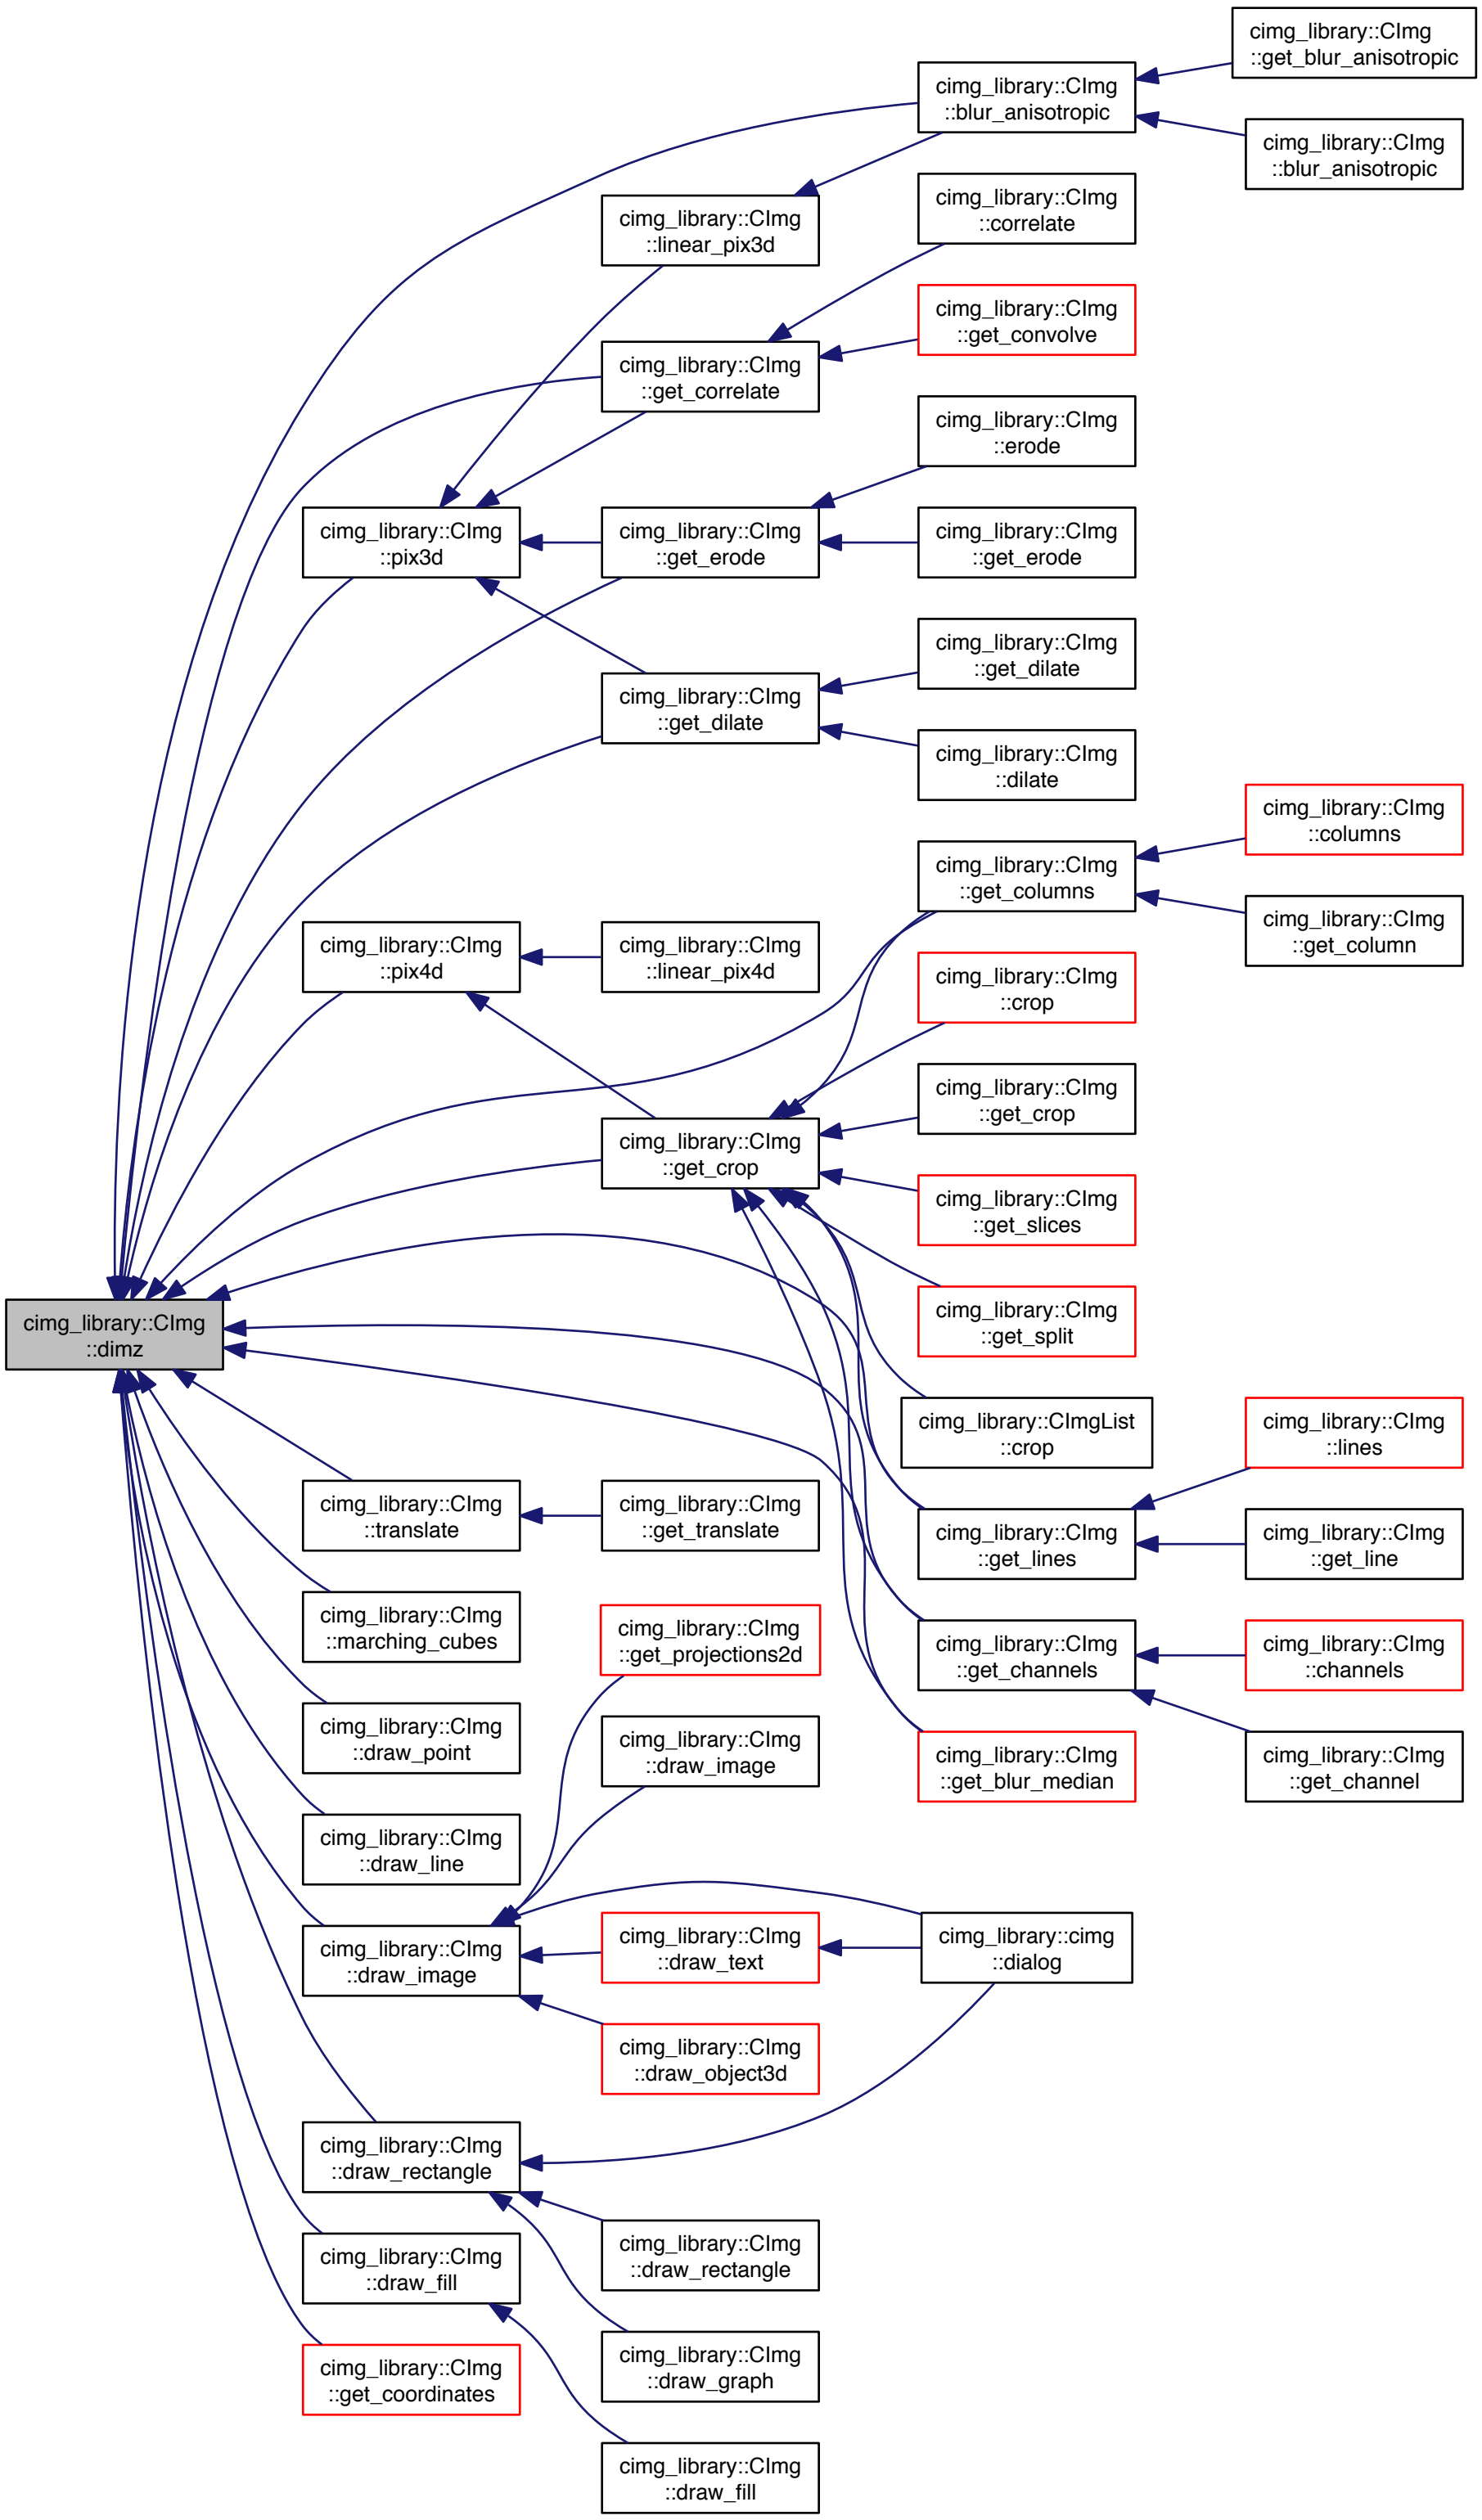 cimg_library::CImg
::dimz
cimg_library::CImg
::pix3d
cimg_library::CImg
::pix4d
cimg_library::CImg
::translate
cimg_library::CImg
::marching_cubes
cimg_library::CImg
::draw_point
cimg_library::CImg
::draw_line
cimg_library::CImg
::draw_image
cimg_library::CImg
::draw_rectangle
cimg_library::CImg
::draw_fill
cimg_library::CImg
::get_coordinates
cimg_library::CImg
::linear_pix3d
cimg_library::CImg
::get_correlate
cimg_library::CImg
::get_erode
cimg_library::CImg
::get_dilate
cimg_library::CImg
::linear_pix4d
cimg_library::CImg
::get_crop
cimg_library::CImg
::get_translate
cimg_library::CImg
::get_projections2d
cimg_library::CImg
::draw_image
cimg_library::CImg
::draw_text
cimg_library::CImg
::draw_object3d
cimg_library::CImg
::draw_rectangle
cimg_library::CImg
::draw_graph
cimg_library::CImg
::draw_fill
cimg_library::CImg
::blur_anisotropic
cimg_library::CImg
::correlate
cimg_library::CImg
::get_convolve
cimg_library::CImg
::erode
cimg_library::CImg
::get_erode
cimg_library::CImg
::get_dilate
cimg_library::CImg
::dilate
cimg_library::CImg
::get_columns
cimg_library::CImg
::crop
cimg_library::CImg
::get_crop
cimg_library::CImg
::get_slices
cimg_library::CImg
::get_split
cimg_library::CImgList
::crop
cimg_library::CImg
::get_lines
cimg_library::CImg
::get_channels
cimg_library::CImg
::get_blur_median
cimg_library::cimg
::dialog
cimg_library::CImg
::get_blur_anisotropic
cimg_library::CImg
::blur_anisotropic
cimg_library::CImg
::columns
cimg_library::CImg
::get_column
cimg_library::CImg
::lines
cimg_library::CImg
::get_line
cimg_library::CImg
::channels
cimg_library::CImg
::get_channel